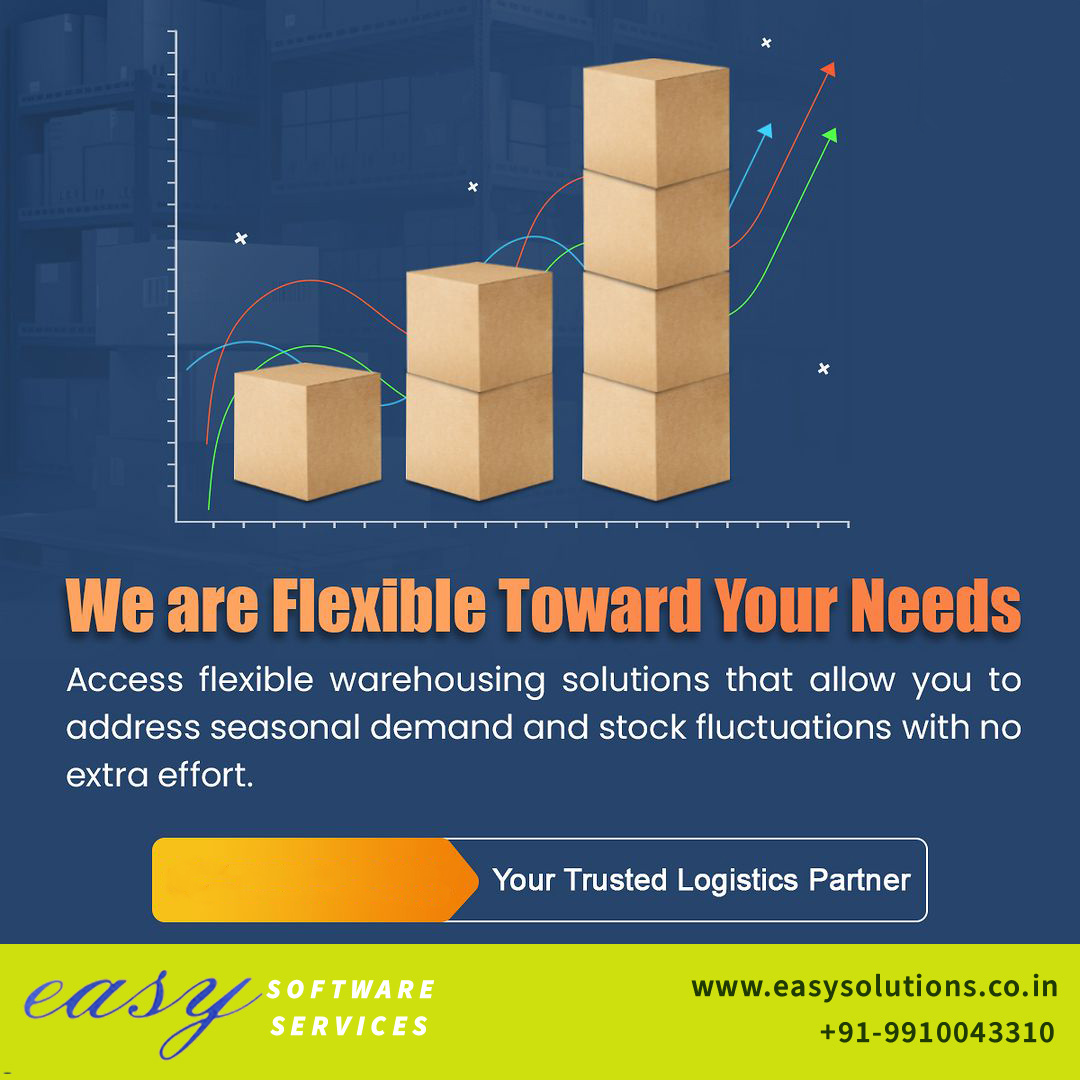 We are Flexible Toward Your Needs
Access flexible warehousing solutions that allow you to
address seasonal demand and stock fluctuations with no
extra effort.
Your Trusted Logistics Partner
easy SOFTWARE
SERVICES
www.easysolutions.co.in
+91-9910043310